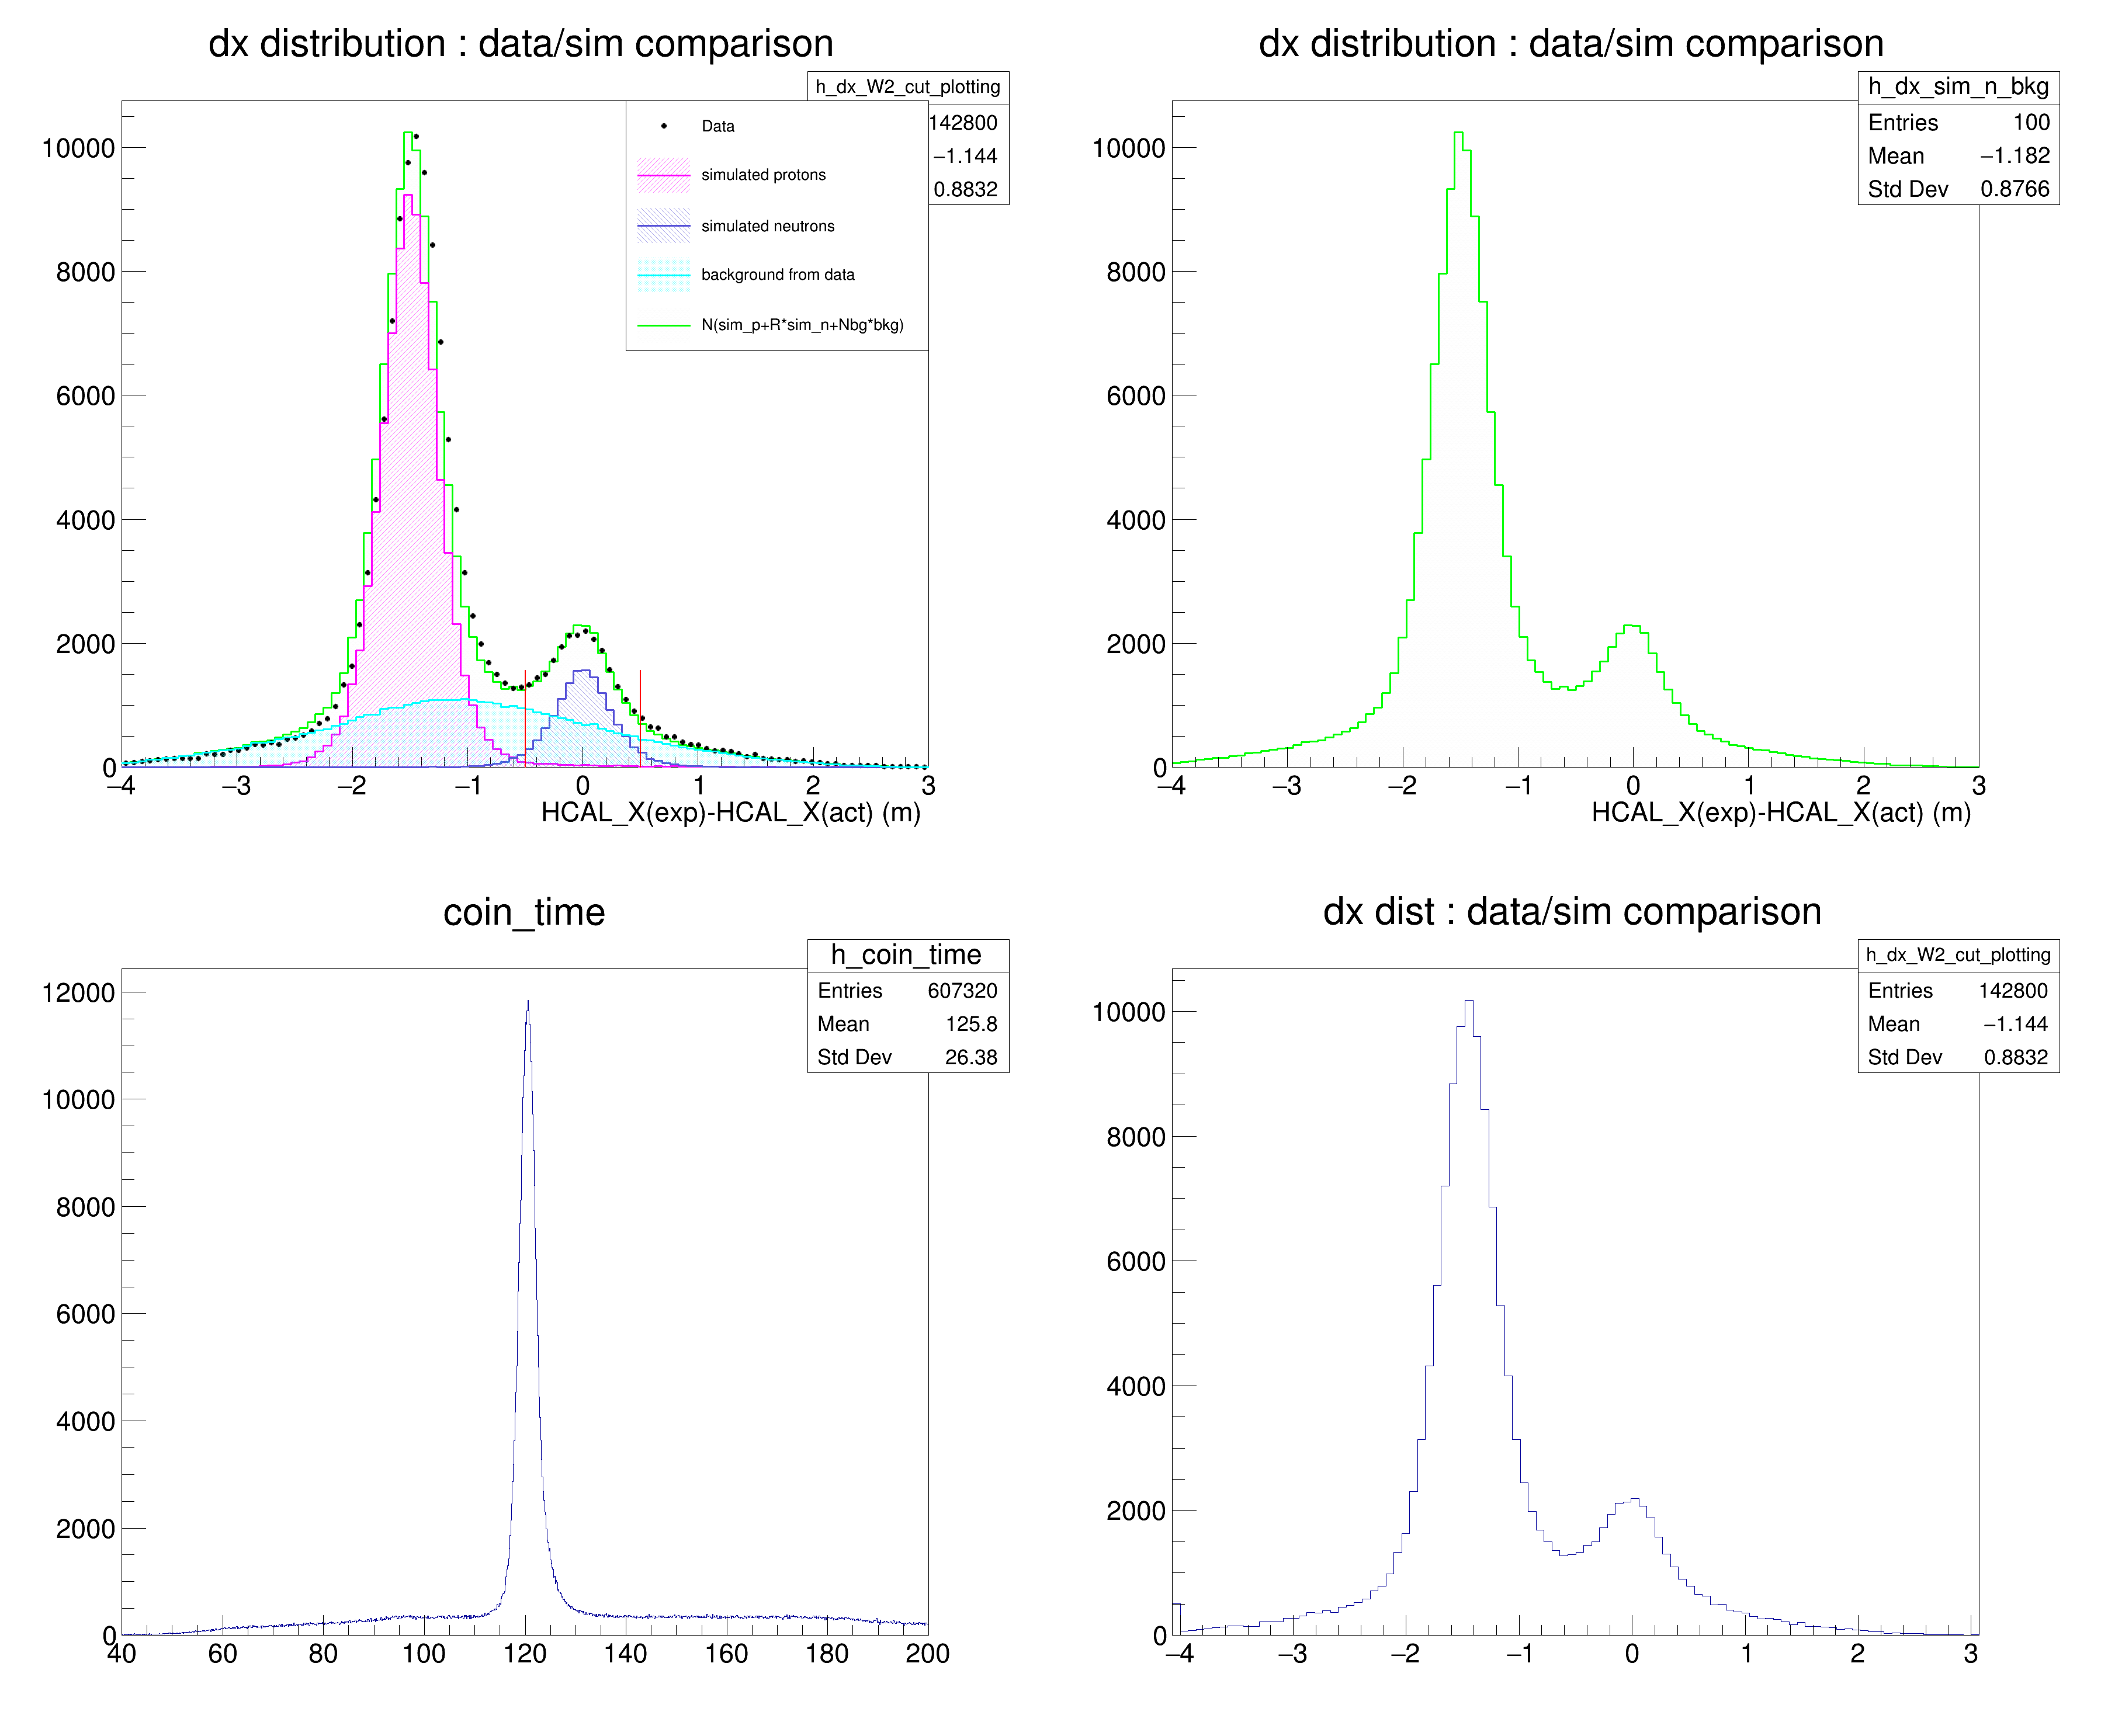 dx distribution : data/sim comparison
h_dx_W2_cut_plotting
142800
−1.144
0.8832
Data
simulated protons
simulated neutrons
background from data
N(sim_p+R*sim_n+Nbg*bkg)
10000
8000
6000
4000
2000
0
−4 −3 −2 −1 0 1 2 3
HCAL_X(exp)-HCAL_X(act) (m)
dx distribution : data/sim comparison
h_dx_sim_n_bkg
Entries 100
Mean −1.182
Std Dev 0.8766
10000
8000
6000
4000
2000
0
−4 −3 −2 −1 0 1 2 3
HCAL_X(exp)-HCAL_X(act) (m)
coin_time
h_coin_time
Entries 607320
Mean 125.8
Std Dev 26.38
12000
10000
8000
6000
4000
2000
0
40 60 80 100 120 140 160 180 200
dx dist : data/sim comparison
h_dx_W2_cut_plotting
Entries 142800
Mean −1.144
Std Dev 0.8832
10000
8000
6000
4000
2000
0
−4 −3 −2 −1 0 1 2 3